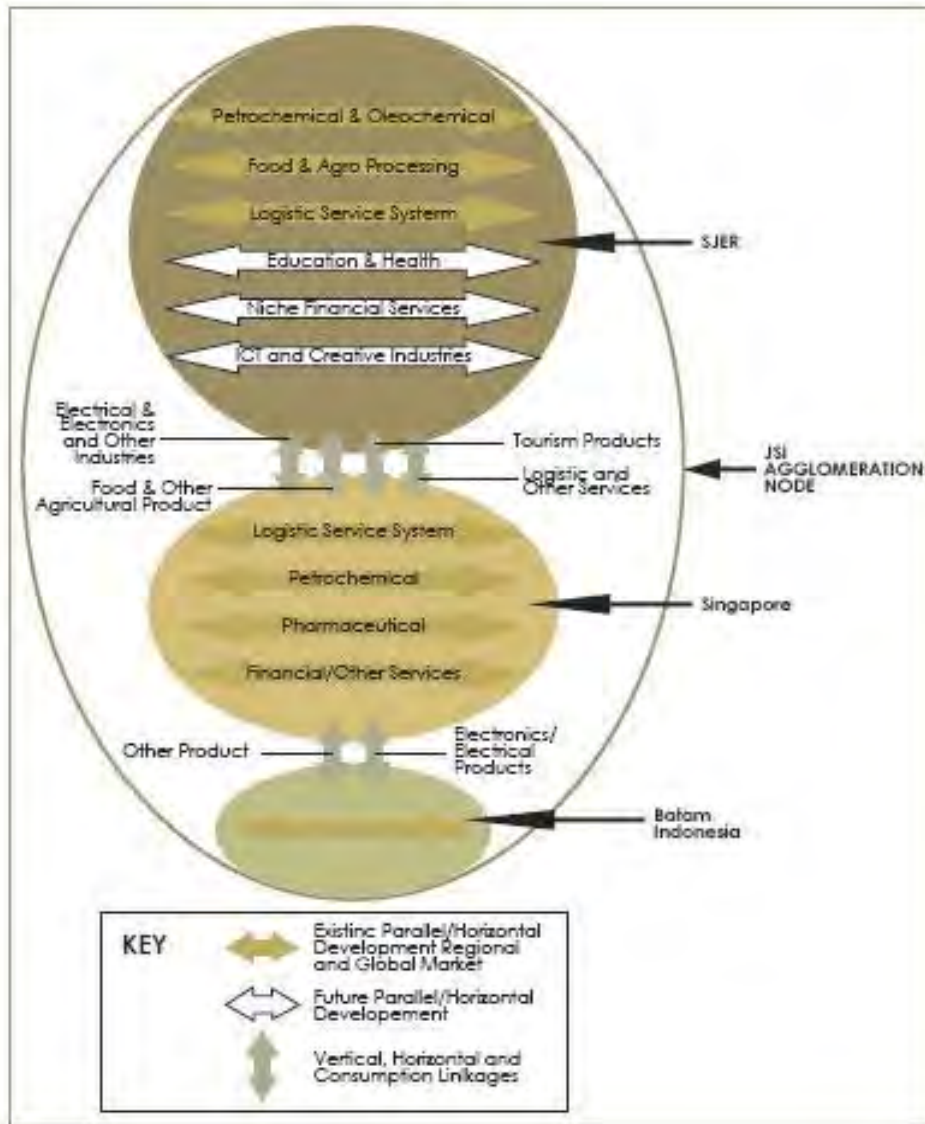 Petrochemical & Oleochemical
Food & Agro Processing
Logistic Service Systerm
SJER
Education & Health
Niche Financial Services
ICT and Creative Industries
Electrical &
Electronics
and Other
Industries
Tourism Products
Logistic and
Other Services
Food & Other
Agricultural Product
JSI
AGGLOMERATION
NODE
Logistic Service System
Petrochemical
Singapore
Pharmaceutical
Financial/Other Services
Other Product
Electronics/
Electrical
Products
Batam
Indonesia
KEY
Existinc Parallel/Horizontal
Development Regional
and Global Market
Future Parallel/Horizontal
Developement
Vertical, Horizontal and
Consumption Linlkages